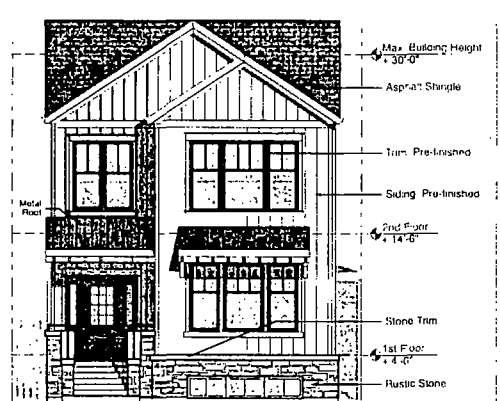 Max. Building Height
+ 30'-0"
Asphalt Shingle
Trim, Pre-finished
Siding, Pre-finished
Metal
Roof
2nd Floor
+ 14'-6"
Stone Trim
1st Floor
+ 4'-6"
Rustic Stone